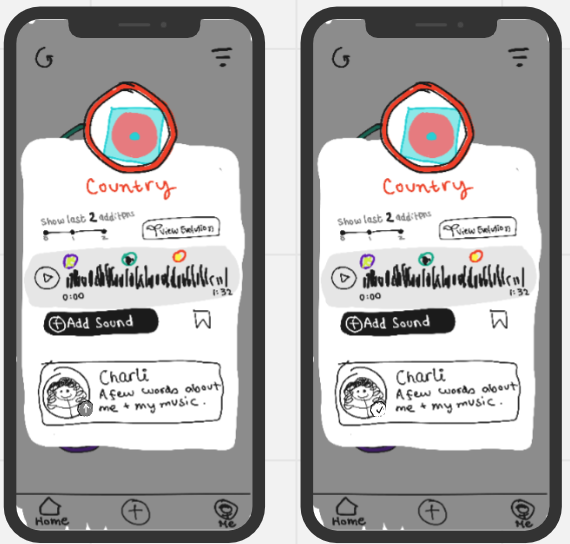 Country
Show last 2 additons
0 1 2
View Evolution
0:00 1:32
Add Sound
Charli
A few words about
me + my music.
Home Me
Country
Show last 2 additons
0 1 2
View Evolution
0:00 1:32
Add Sound
Charli
A few words about
me + my music.
Home Me